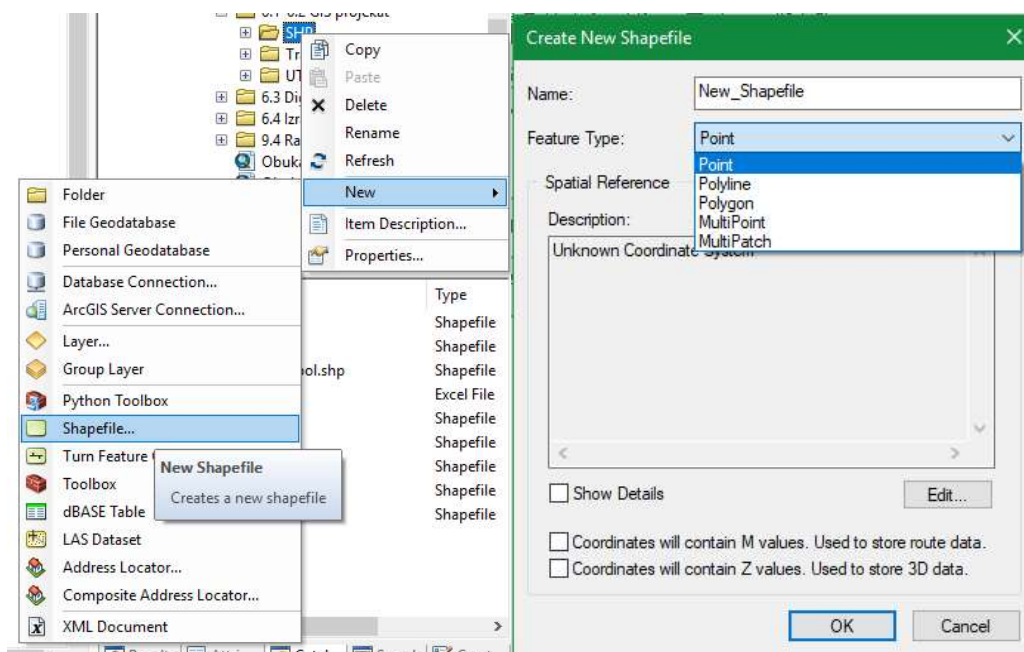 SHP
Tr
UT
6.3 Di
6.4 Izr
9.4 Ra
Obuk
Copy
Paste
Delete
Rename
Refresh
New
Item Description...
Properties...
Folder
File Geodatabase
Personal Geodatabase
Database Connection...
ArcGIS Server Connection...
Layer...
Group Layer
Python Toolbox
Shapefile...
Turn Feature
Toolbox
dBASE Table
LAS Dataset
Address Locator...
Composite Address Locator...
XML Document
New Shapefile
Creates a new shapefile
Type
Shapefile
Shapefile
ol.shp Shapefile
Excel File
Shapefile
Shapefile
Shapefile
Shapefile
Shapefile
Create New Shapefile
Name: New_Shapefile
Feature Type: Point
Point
Polyline
Polygon
MultiPoint
MultiPatch
Spatial Reference
Description:
Unknown Coordinate System
Show Details
Edit...
Coordinates will contain M values. Used to store route data.
Coordinates will contain Z values. Used to store 3D data.
OK Cancel